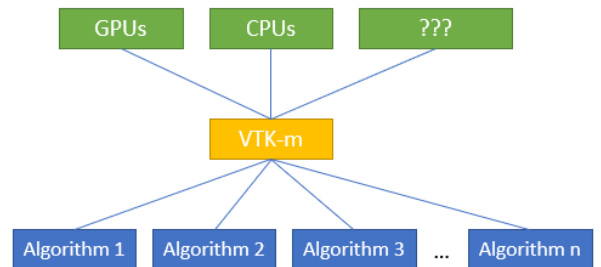 GPUs
CPUs
???
VTK-m
Algorithm 1
Algorithm 2
Algorithm 3
...
Algorithm n